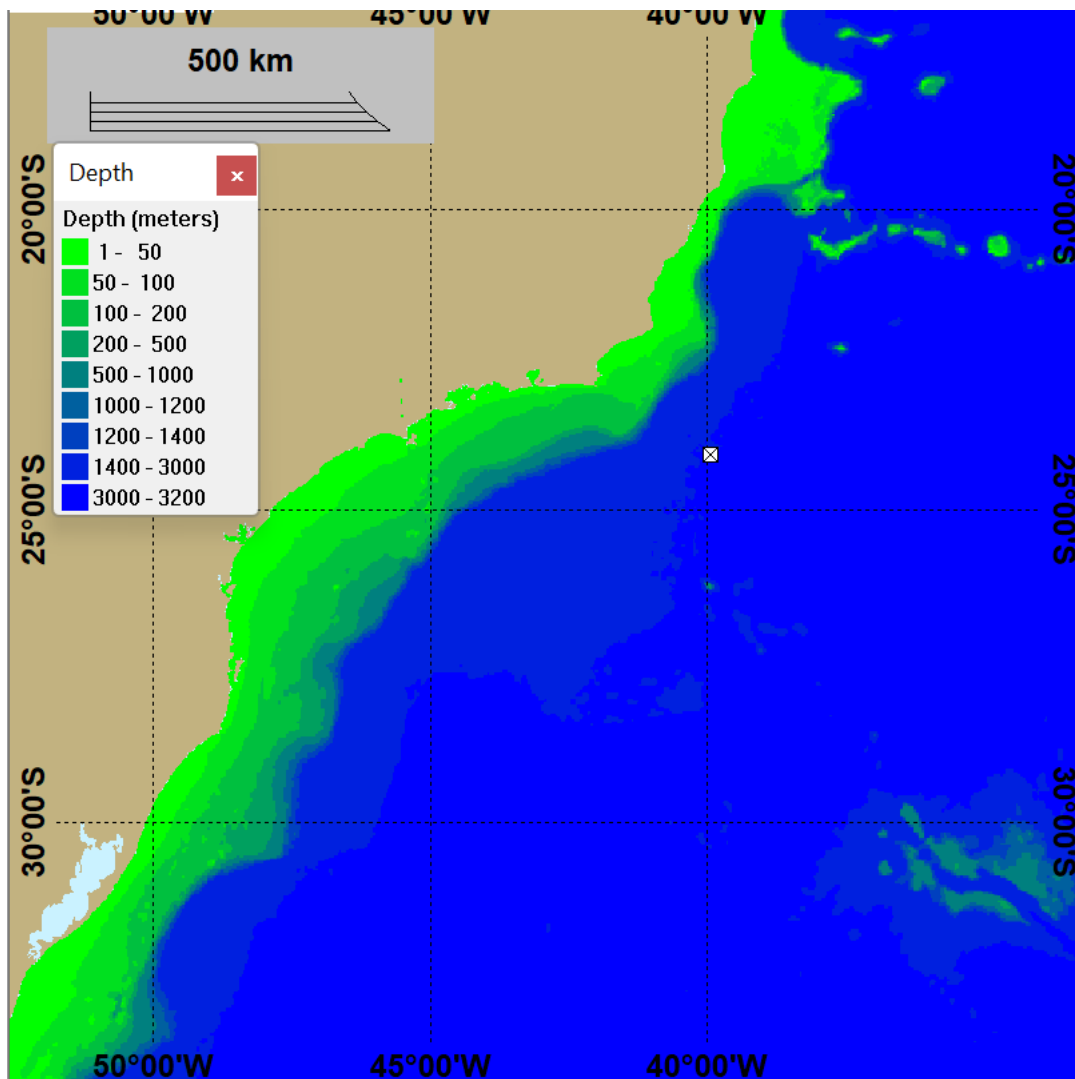 50°00'W 45°00'W 40°00'W
500 km
Depth
x
Depth (meters)
1 - 50
50 - 100
100 - 200
200 - 500
500 - 1000
1000 - 1200
1200 - 1400
1400 - 3000
3000 - 3200
20°00'S 20°00'S
25°00'S 25°00'S
30°00'S 30°00'S
50°00'W 45°00'W 40°00'W